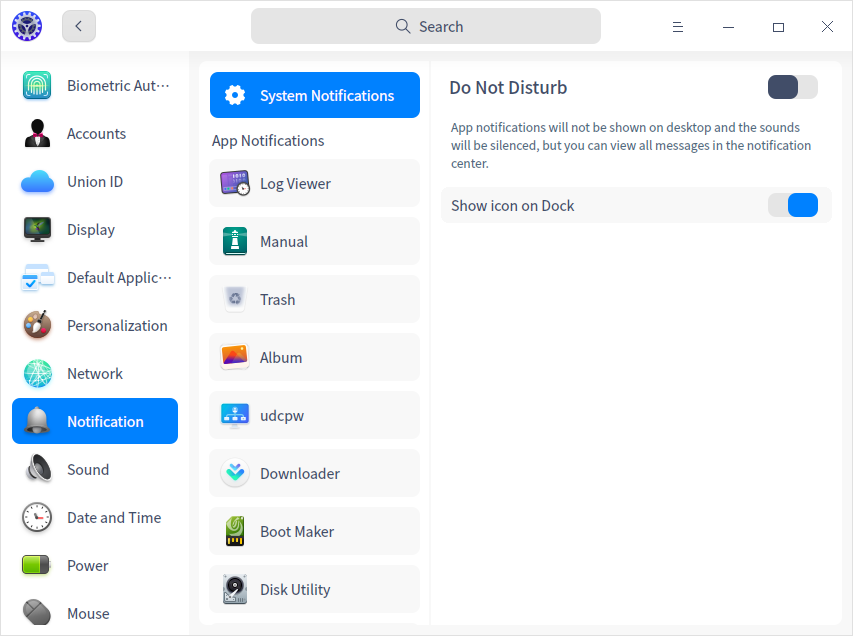 Search
Biometric Aut···
Accounts
Union ID
Display
Default Applic···
Personalization
Network
Notification
Sound
Date and Time
Power
Mouse
System Notifications
App Notifications
Log Viewer
Manual
Trash
Album
udcpw
Downloader
Boot Maker
Disk Utility
Do Not Disturb
App notifications will not be shown on desktop and the sounds
will be silenced, but you can view all messages in the notification
center.
Show icon on Dock